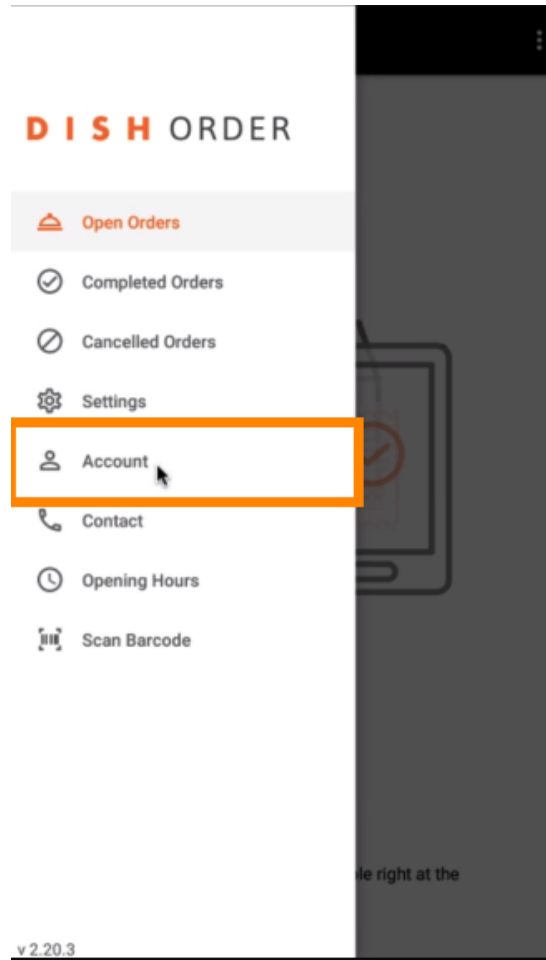 DISH ORDER
Open Orders
Completed Orders
Cancelled Orders
Settings
Account
Contact
Opening Hours
Scan Barcode
right at the
v 2.20.3